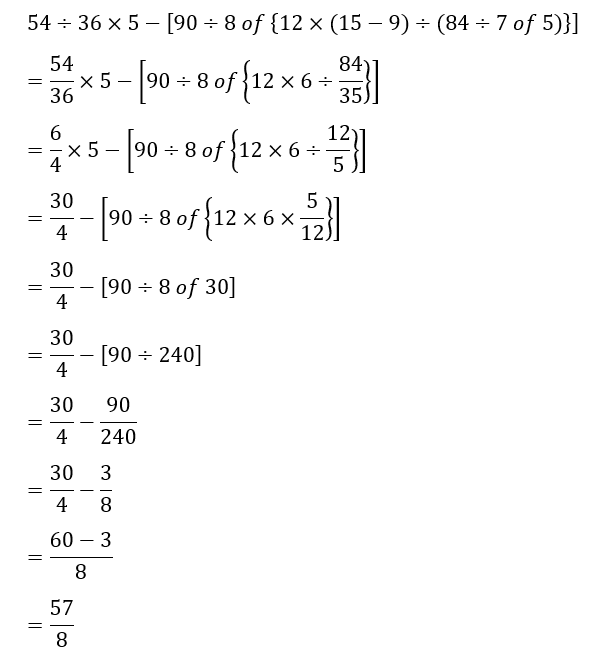 54 ÷ 36 × 5 − [90 ÷ 8 of {12 × (15 − 9) ÷ (84 ÷ 7 of 5)}]
= 54/36 × 5 − [90 ÷ 8 of {12 × 6 ÷ 84/35}]
= 6/4 × 5 − [90 ÷ 8 of {12 × 6 ÷ 12/5}]
= 30/4 − [90 ÷ 8 of {12 × 6 × 5/12}]
= 30/4 − [90 ÷ 8 of 30]
= 30/4 − [90 ÷ 240]
= 30/4 − 90/240
= 30/4 − 3/8
= (60 − 3)/8
= 57/8